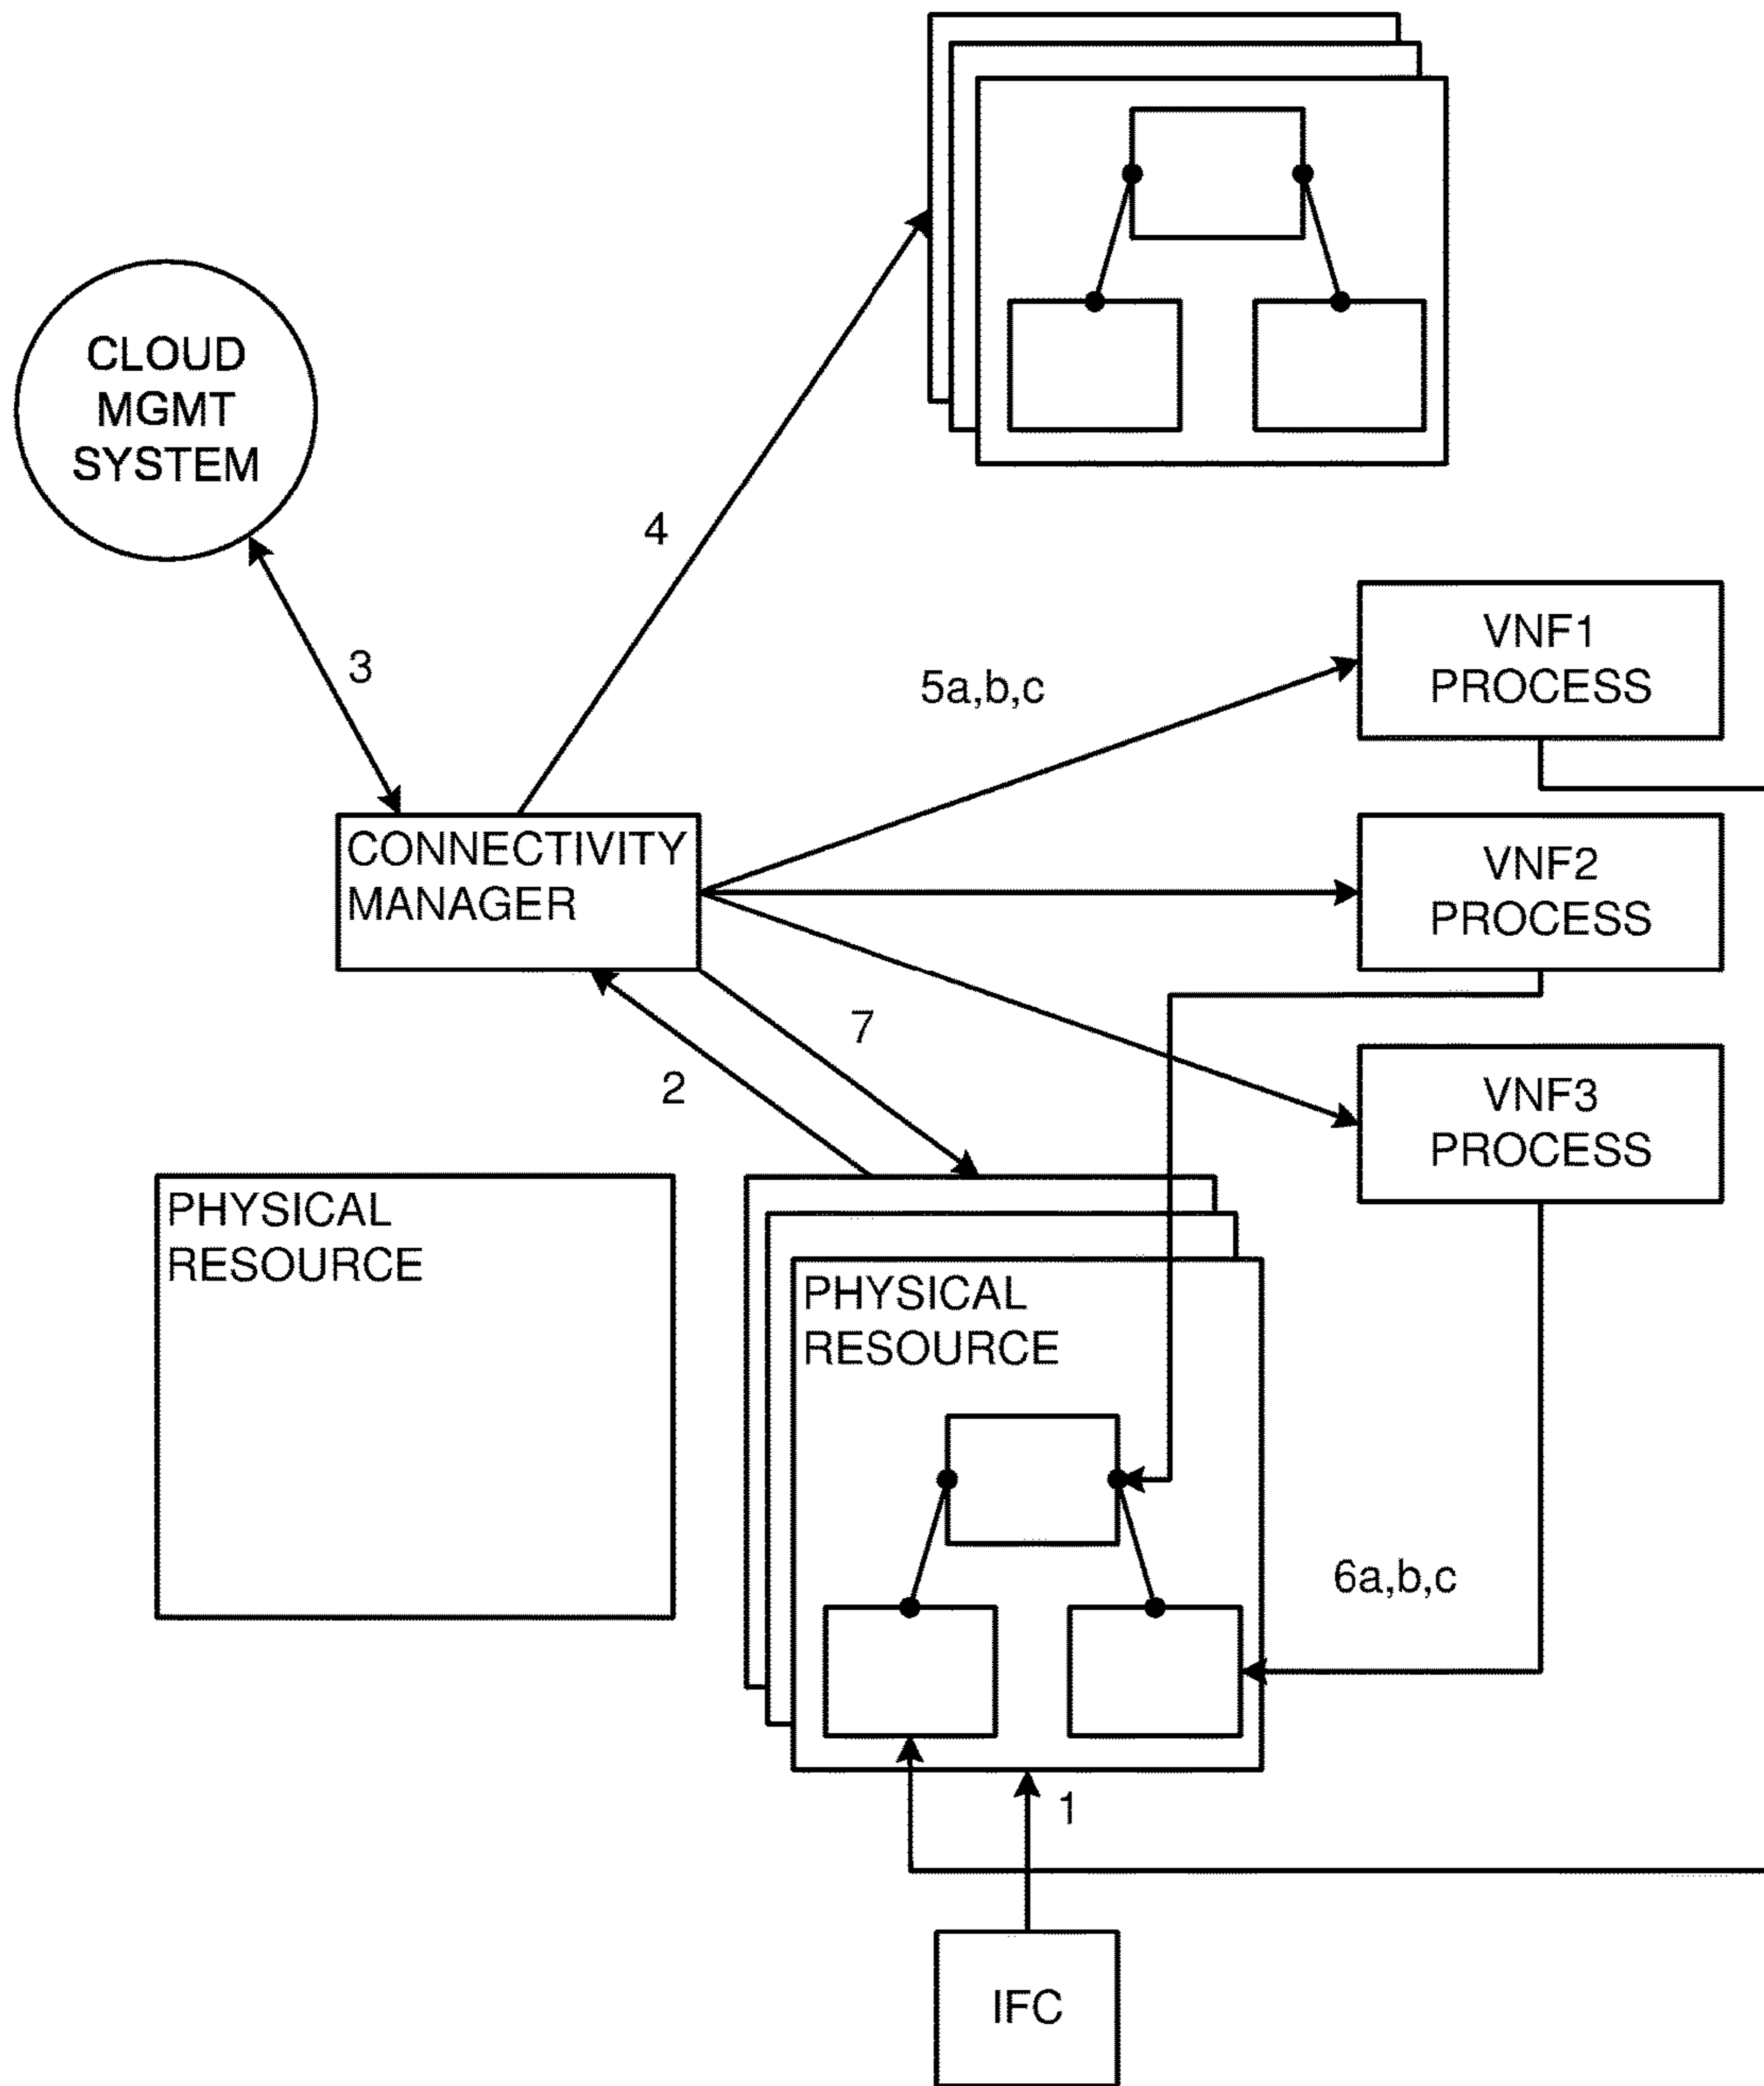 CLOUD
MGMT
SYSTEM
4
3
5a,b,c
VNF1
PROCESS
CONNECTIVITY
MANAGER
VNF2
PROCESS
7
2
VNF3
PROCESS
PHYSICAL
RESOURCE
PHYSICAL
RESOURCE
6a,b,c
1
IFC